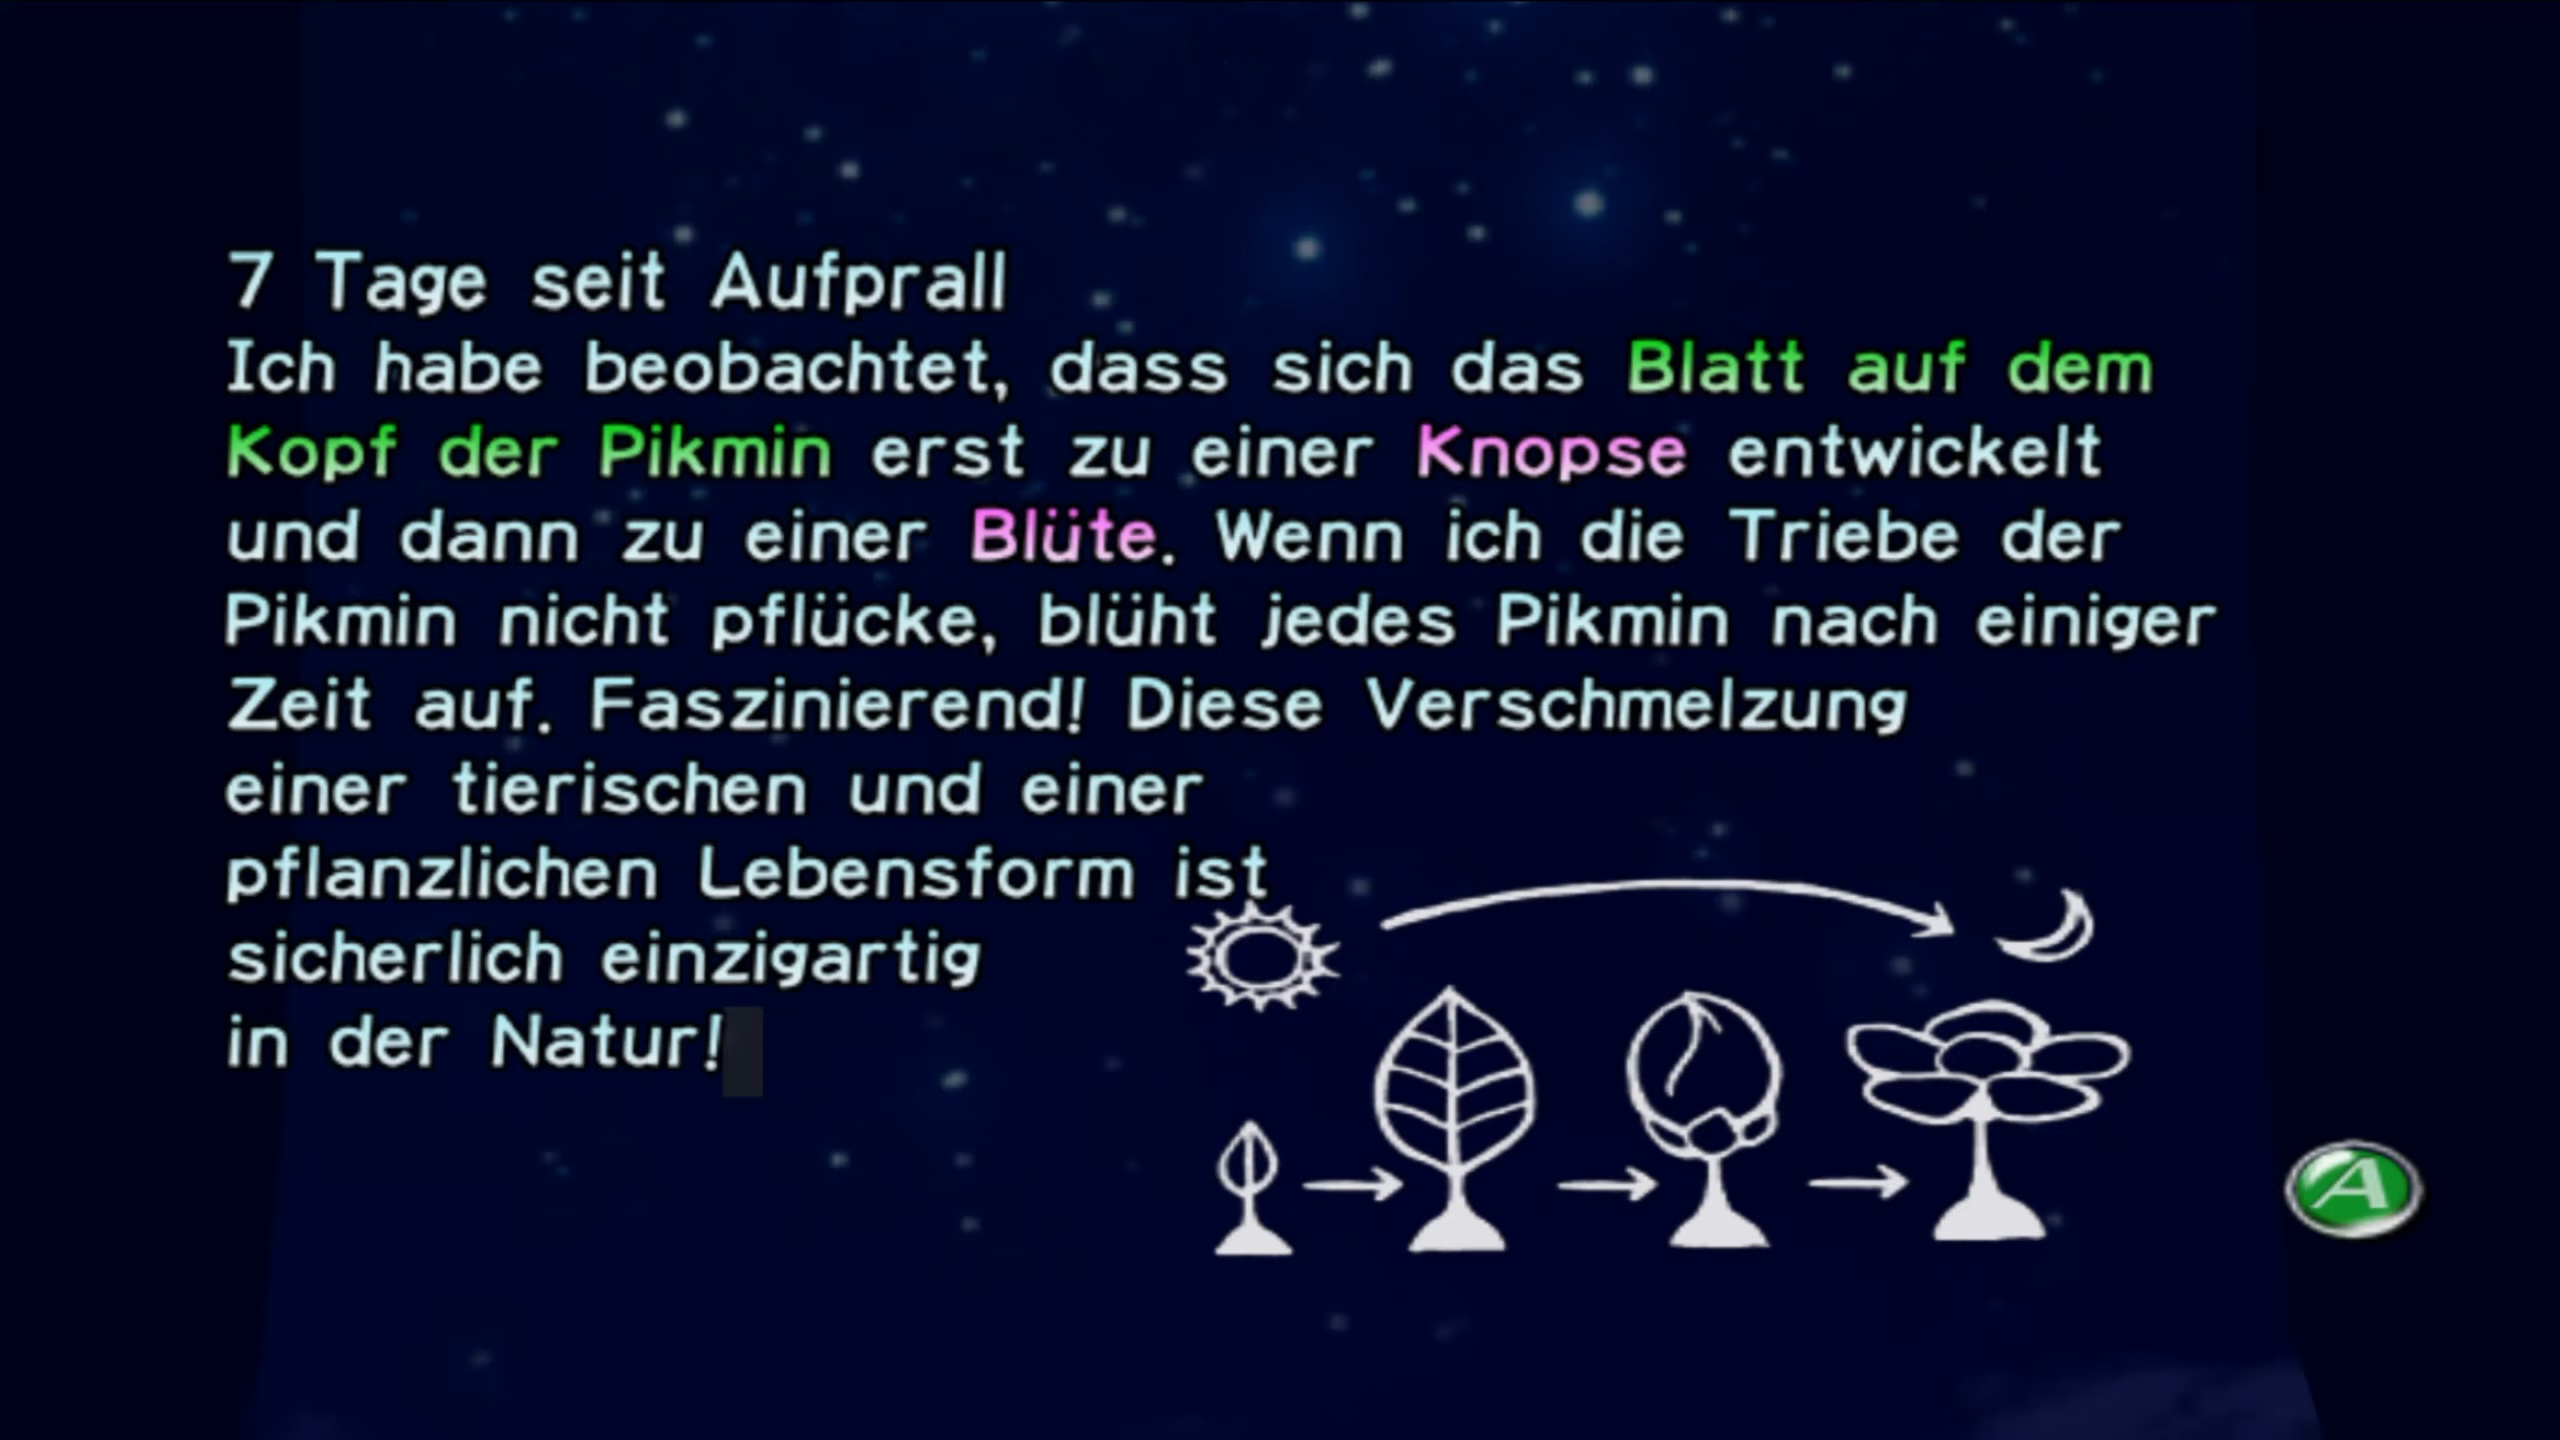 7 Tage seit Aufprall
Ich habe beobachtet, dass sich das Blatt auf dem
Kopf der Pikmin erst zu einer Knopse entwickelt
und dann zu einer Blüte. Wenn ich die Triebe der
Pikmin nicht pflücke, blüht jedes Pikmin nach einiger
Zeit auf. Faszinierend! Diese Verschmelzung
einer tierischen und einer
pflanzlichen Lebensform ist
sicherlich einzigartig
in der Natur!
A